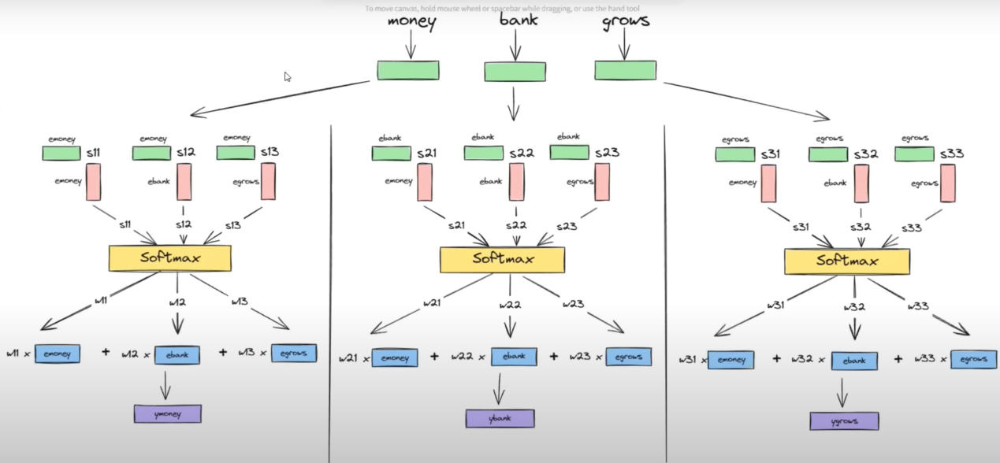 To move canvas, hold mouse wheel or spacebar while dragging, or use the hand tool
money bank grows
emoney emoney emoney
s11 s12 s13
emoney ebank egrows
s11 s12 s13
Softmax
w11 w12 w13
w11 x emoney + w12 x ebank + w13 x egrows
ymoney
ebank ebank ebank
s21 s22 s23
emoney ebank egrows
s21 s22 s23
Softmax
w21 w22 w23
w21 x emoney + w22 x ebank + w23 x egrows
ybank
egrows egrows egrows
s31 s32 s33
emoney ebank egrows
s31 s32 s33
Softmax
w31 w32 w33
w31 x emoney + w32 x ebank + w33 x egrows
ygrows